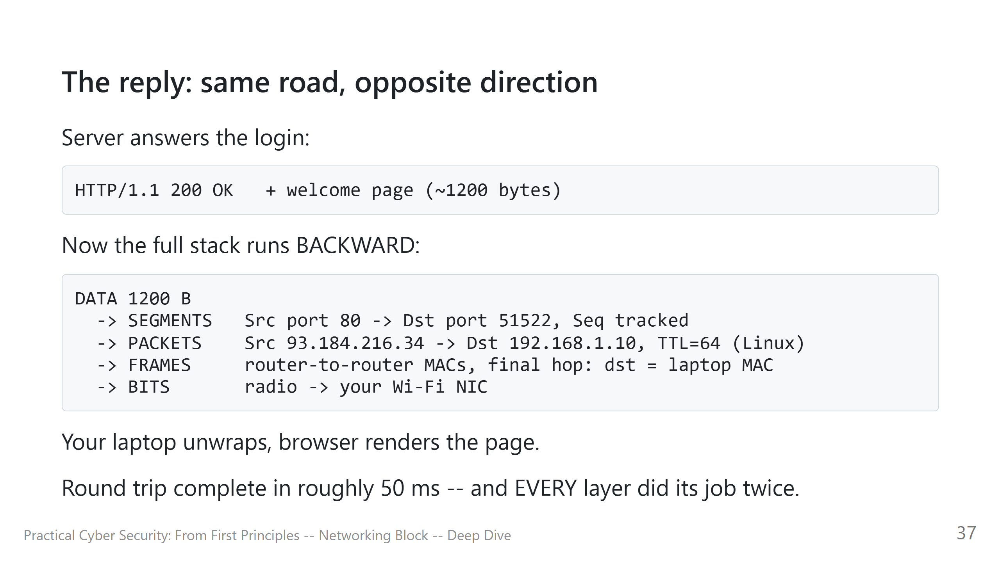 The reply: same road, opposite direction
Server answers the login:
HTTP/1.1 200 OK   + welcome page (~1200 bytes)
Now the full stack runs BACKWARD:
DATA 1200 B
  -> SEGMENTS   Src port 80 -> Dst port 51522, Seq tracked
  -> PACKETS    Src 93.184.216.34 -> Dst 192.168.1.10, TTL=64 (Linux)
  -> FRAMES     router-to-router MACs, final hop: dst = laptop MAC
  -> BITS       radio -> your Wi-Fi NIC
Your laptop unwraps, browser renders the page.
Round trip complete in roughly 50 ms -- and EVERY layer did its job twice.
Practical Cyber Security: From First Principles -- Networking Block -- Deep Dive
37